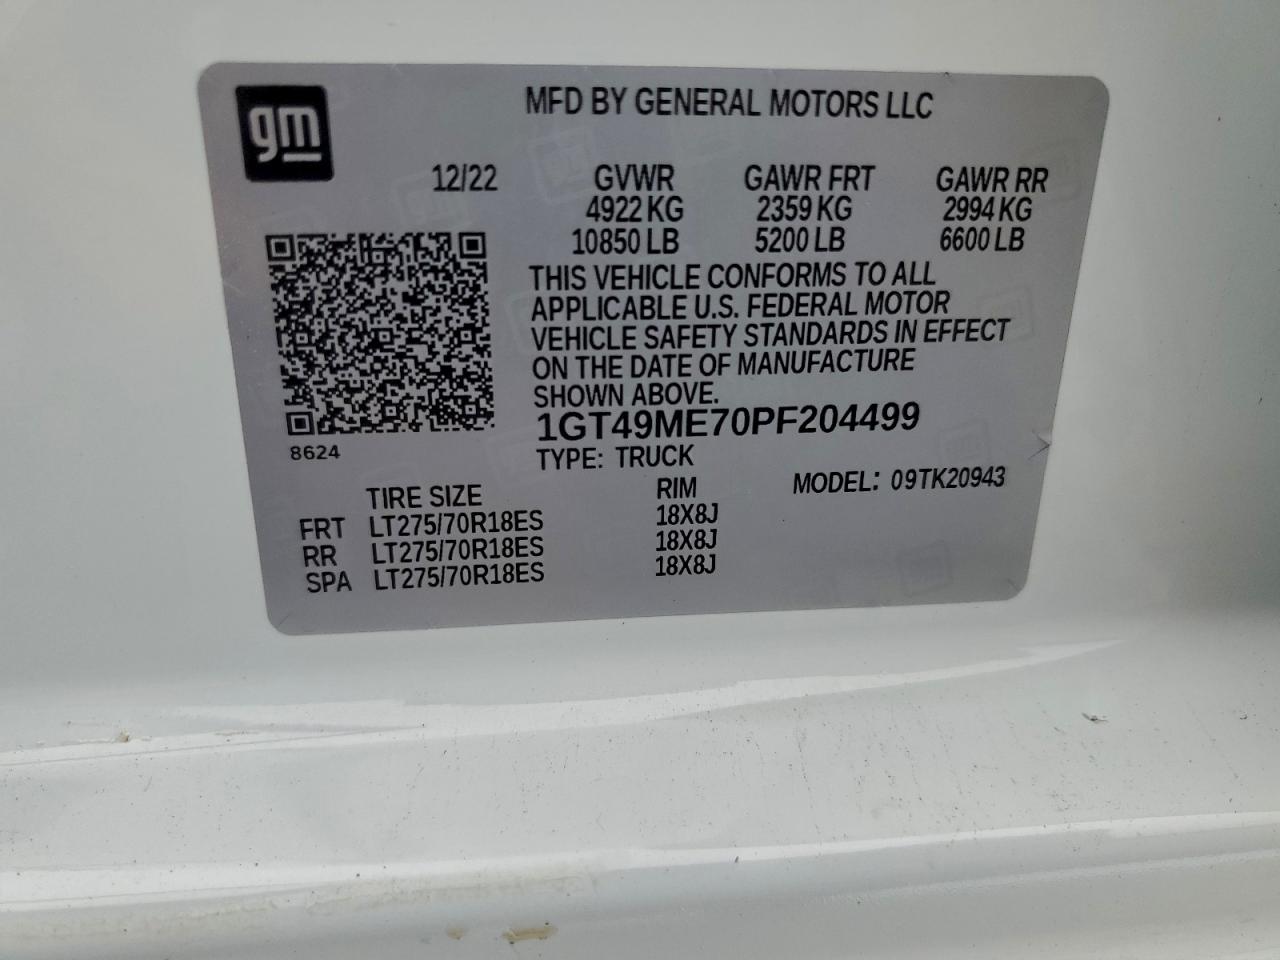 gm
MFD BY GENERAL MOTORS LLC
12/22 GVWR GAWR FRT GAWR RR
4922 KG 2359 KG 2994 KG
10850 LB 5200 LB 6600 LB
THIS VEHICLE CONFORMS TO ALL
APPLICABLE U.S. FEDERAL MOTOR
VEHICLE SAFETY STANDARDS IN EFFECT
ON THE DATE OF MANUFACTURE
SHOWN ABOVE.
1GT49ME70PF204499
8624
TYPE: TRUCK
MODEL: 09TK20943
TIRE SIZE RIM
FRT LT275/70R18ES 18X8J
RR LT275/70R18ES 18X8J
SPA LT275/70R18ES 18X8J